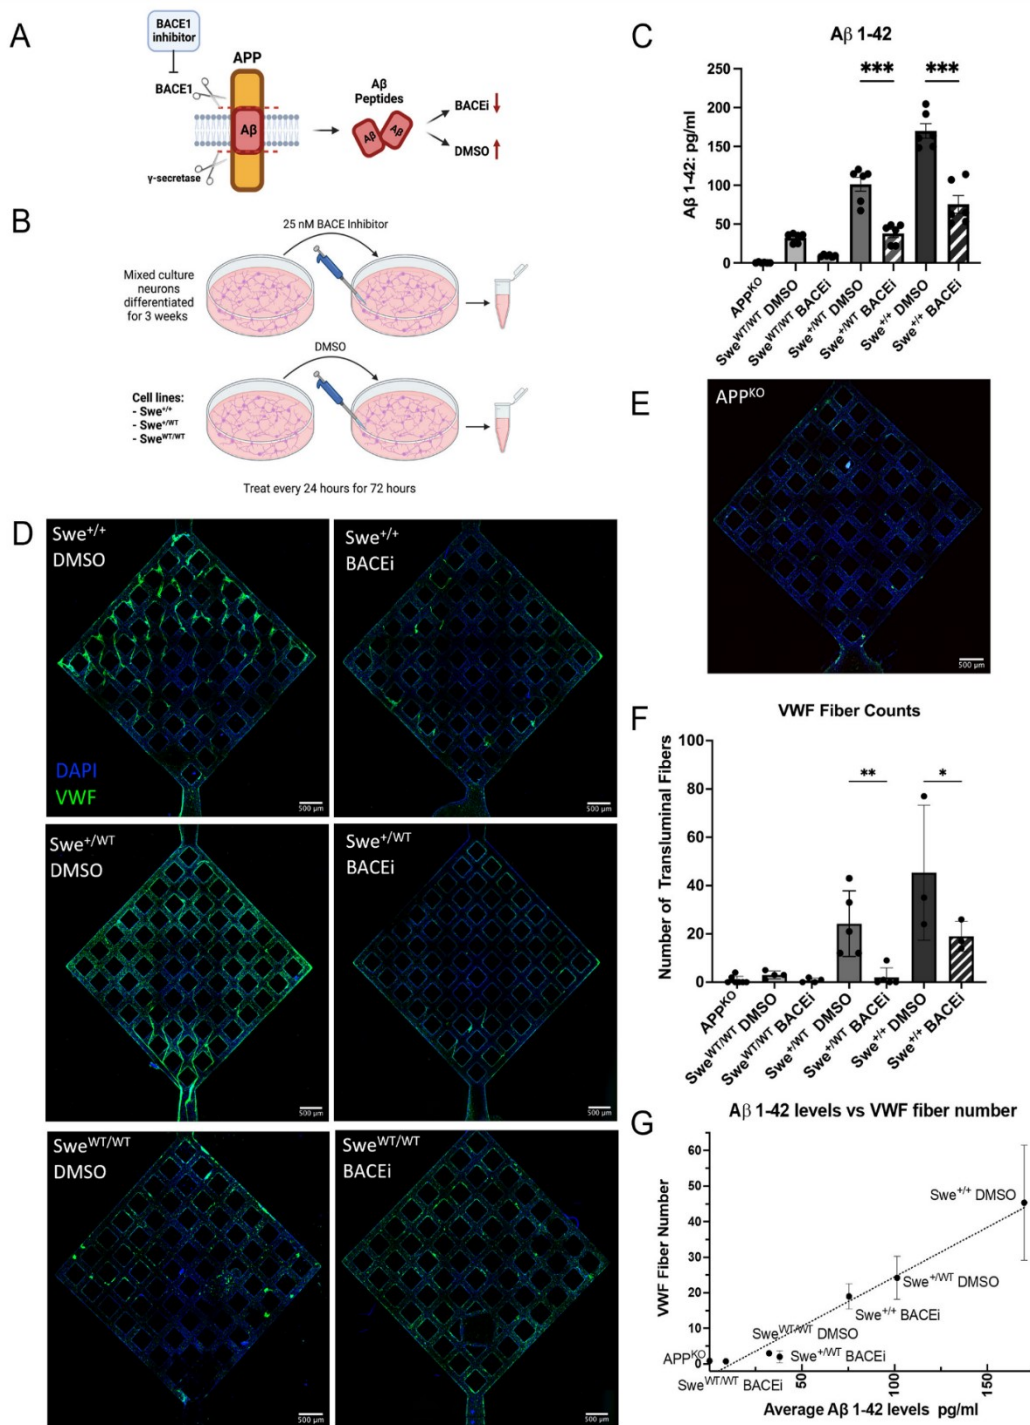 A
BACE1
inhibitor
APP
BACE1
Aβ
γ-secretase
Aβ
Peptides
Aβ
Aβ
BACEi
DMSO
B
25 nM BACE Inhibitor
Mixed culture
neurons
differentiated
for 3 weeks
DMSO
Cell lines:
- Swe+/+
- Swe+/WT
- SweWT/WT
Treat every 24 hours for 72 hours
C
Aβ 1-42
*** ***
Aβ 1-42: pg/ml
250
200
150
100
50
0
APPKO
SweWT/WT DMSO
SweWT/WT BACEi
Swe+/WT DMSO
Swe+/WT BACEi
Swe+/+ DMSO
Swe+/+ BACEi
D
Swe+/+
DMSO
DAPI
VWF
500 µm
Swe+/+
BACEi
500 µm
Swe+/WT
DMSO
500 µm
Swe+/WT
BACEi
500 µm
SweWT/WT
DMSO
500 µm
SweWT/WT
BACEi
500 µm
E
APPKO
500 µm
F
VWF Fiber Counts
** *
Number of Transluminal Fibers
100
80
60
40
20
0
APPKO
SweWT/WT DMSO
SweWT/WT BACEi
Swe+/WT DMSO
Swe+/WT BACEi
Swe+/+ DMSO
Swe+/+ BACEi
G
Aβ 1-42 levels vs VWF fiber number
VWF Fiber Number
60
50
40
30
20
10
0
Swe+/+ DMSO
Swe+/WT DMSO
Swe+/+ BACEi
SweWT/WT DMSO
Swe+/WT BACEi
APPKO
SweWT/WT BACEi
50 100 150
Average Aβ 1-42 levels pg/ml